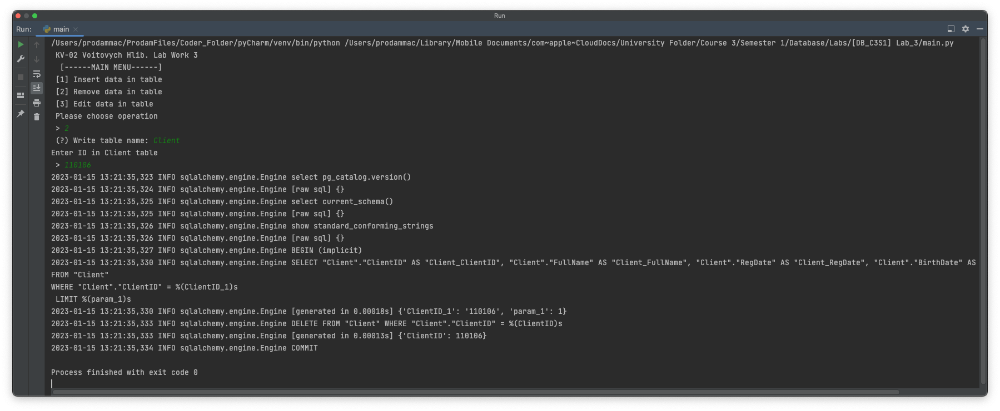 Run
Run: main
/Users/prodammac/ProdamFiles/Coder_Folder/pyCharm/venv/bin/python /Users/prodammac/Library/Mobile Documents/com~apple~CloudDocs/University Folder/Course 3/Semester 1/Database/Labs/[DB_C3S1] Lab_3/main.py
KV-02 Voitovych Hlib. Lab Work 3
[------MAIN MENU------]
[1] Insert data in table
[2] Remove data in table
[3] Edit data in table
Please choose operation
> 2
(?) Write table name: Client
Enter ID in Client table
> 110106
2023-01-15 13:21:35,323 INFO sqlalchemy.engine.Engine select pg_catalog.version()
2023-01-15 13:21:35,324 INFO sqlalchemy.engine.Engine [raw sql] {}
2023-01-15 13:21:35,325 INFO sqlalchemy.engine.Engine select current_schema()
2023-01-15 13:21:35,325 INFO sqlalchemy.engine.Engine [raw sql] {}
2023-01-15 13:21:35,326 INFO sqlalchemy.engine.Engine show standard_conforming_strings
2023-01-15 13:21:35,326 INFO sqlalchemy.engine.Engine [raw sql] {}
2023-01-15 13:21:35,327 INFO sqlalchemy.engine.Engine BEGIN (implicit)
2023-01-15 13:21:35,330 INFO sqlalchemy.engine.Engine SELECT "Client"."ClientID" AS "Client_ClientID", "Client"."FullName" AS "Client_FullName", "Client"."RegDate" AS "Client_RegDate", "Client"."BirthDate" AS
FROM "Client"
WHERE "Client"."ClientID" = %(ClientID_1)s
LIMIT %(param_1)s
2023-01-15 13:21:35,330 INFO sqlalchemy.engine.Engine [generated in 0.00018s] {'ClientID_1': '110106', 'param_1': 1}
2023-01-15 13:21:35,333 INFO sqlalchemy.engine.Engine DELETE FROM "Client" WHERE "Client"."ClientID" = %(ClientID)s
2023-01-15 13:21:35,333 INFO sqlalchemy.engine.Engine [generated in 0.00013s] {'ClientID': 110106}
2023-01-15 13:21:35,334 INFO sqlalchemy.engine.Engine COMMIT
Process finished with exit code 0